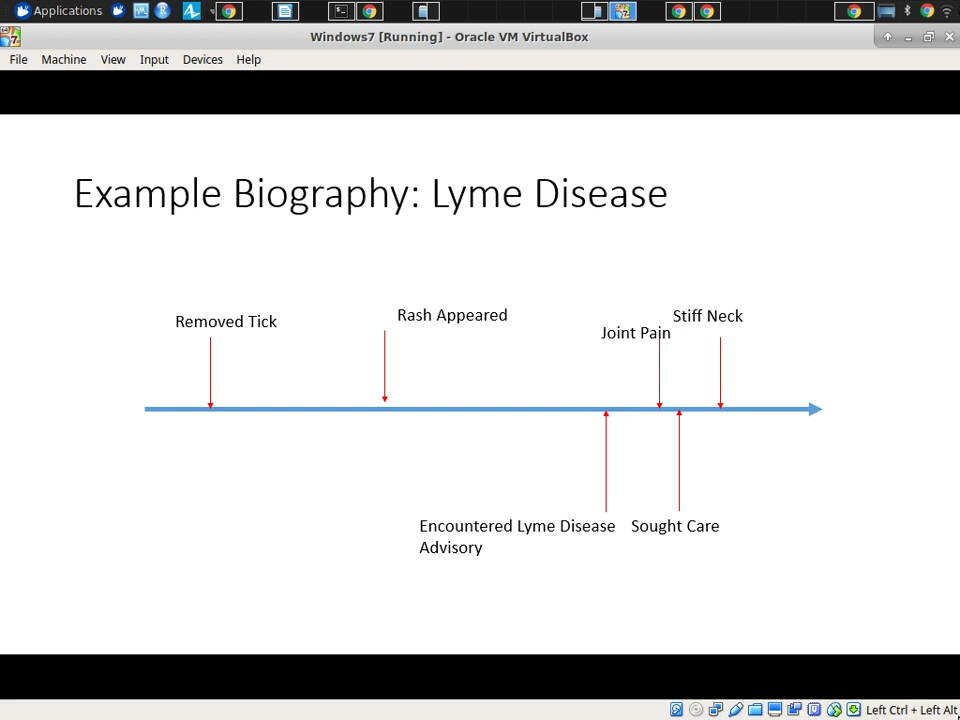 Applications
Windows7 [Running] - Oracle VM VirtualBox
File Machine View Input Devices Help
Example Biography: Lyme Disease
Removed Tick
Rash Appeared
Joint Pain
Stiff Neck
Encountered Lyme Disease
Advisory
Sought Care
Left Ctrl + Left Alt